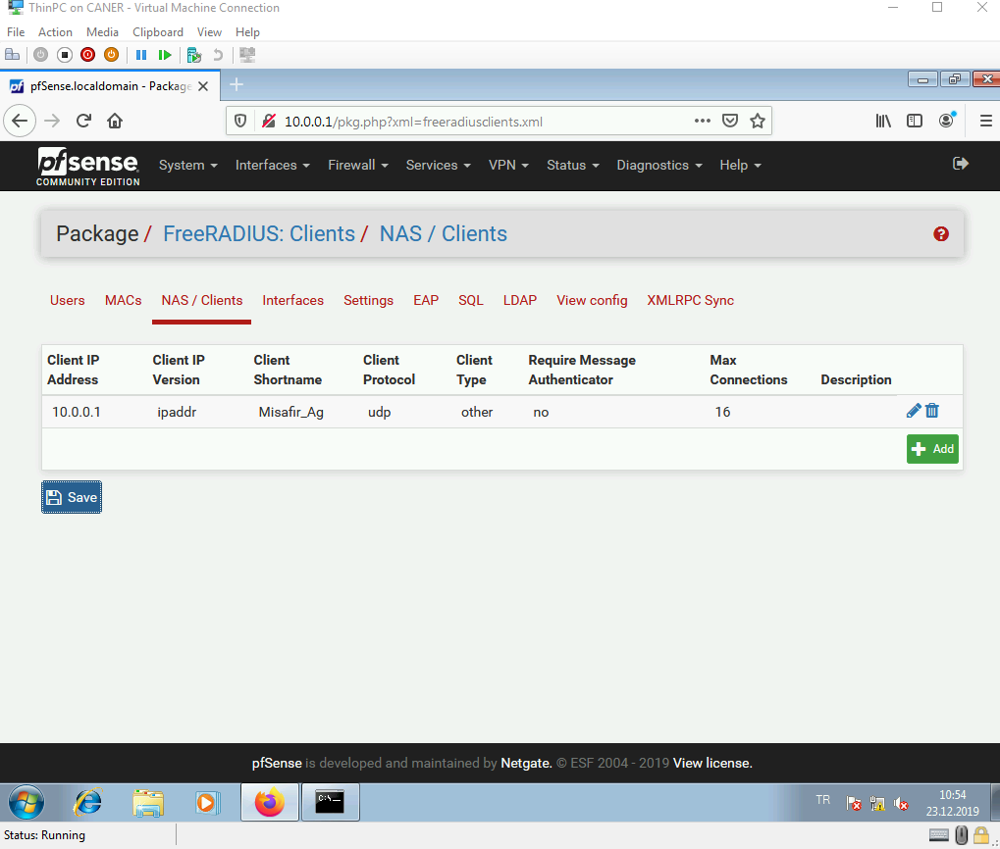 ThinPC on CANER - Virtual Machine Connection
File Action Media Clipboard View Help
pfSense.localdomain - Package
10.0.0.1/pkg.php?xml=freeradiusclients.xml
pfsense
COMMUNITY EDITION
System Interfaces Firewall Services VPN Status Diagnostics Help
Package / FreeRADIUS: Clients / NAS / Clients
Users MACs NAS / Clients Interfaces Settings EAP SQL LDAP View config XMLRPC Sync
Client IP Address Client IP Version Client Shortname Client Protocol Client Type Require Message Authenticator Max Connections Description
10.0.0.1 ipaddr Misafir_Ag udp other no 16
Add
Save
pfSense is developed and maintained by Netgate. © ESF 2004 - 2019 View license.
TR
10:54
23.12.2019
Status: Running